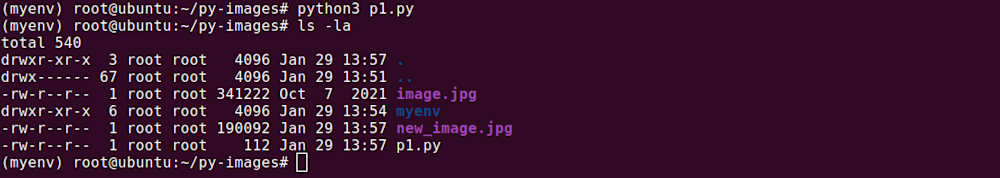 (myenv) root@ubuntu:~/py-images# python3 p1.py
(myenv) root@ubuntu:~/py-images# ls -la
total 540
drwxr-xr-x  3 root root   4096 Jan 29 13:57 .
drwx------ 67 root root   4096 Jan 29 13:51 ..
-rw-r--r--  1 root root 341222 Oct  7  2021 image.jpg
drwxr-xr-x  6 root root   4096 Jan 29 13:54 myenv
-rw-r--r--  1 root root 190092 Jan 29 13:57 new_image.jpg
-rw-r--r--  1 root root    112 Jan 29 13:57 p1.py
(myenv) root@ubuntu:~/py-images#